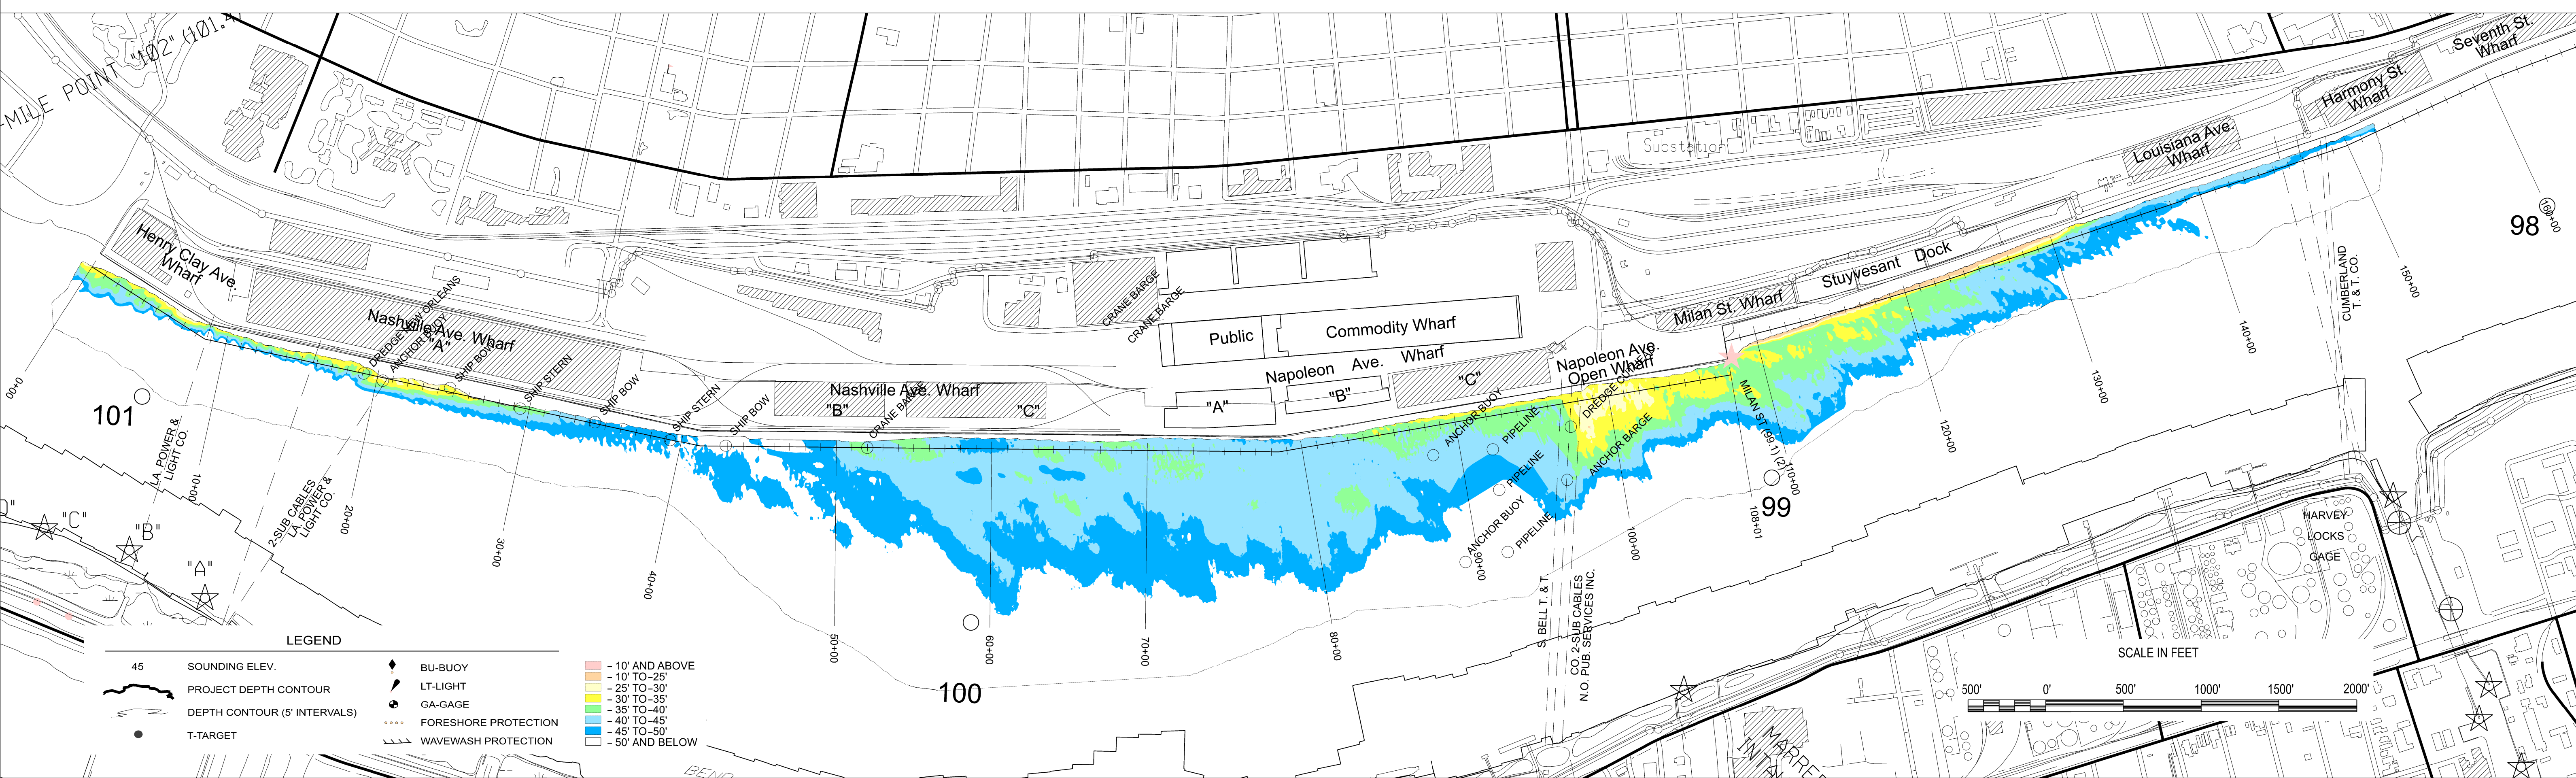 -MILE POINT "102" (101.4)
Seventh St.
Wharf
Harmony St.
Wharf
Louisiana Ave.
Wharf
Substation
Stuyvesant Dock
Milan St. Wharf
Henry Clay Ave.
Wharf
Nashville Ave. Wharf
"A"
DREDGE NEW ORLEANS
ANCHOR BUOY
SHIP BOW
SHIP STERN
SHIP BOW
SHIP STERN
SHIP BOW
CRANE BARGE
Nashville Ave. Wharf
"B"
"C"
CRANE BARGE
CRANE BARGE
Public
Commodity Wharf
Napoleon Ave. Wharf
"A"
"B"
"C"
Napoleon Ave.
Open Wharf
ANCHOR BUOY
PIPELINE
DREDGE CUTHEAD
PIPELINE
ANCHOR BARGE
ANCHOR BUOY
PIPELINE
MILAN ST (99.1) (2)
00+0
10+00
20+00
30+00
40+00
50+00
60+00
70+00
80+00
90+00
100+00
108+01
110+00
120+00
130+00
140+00
150+00
160+00
101
100
99
98
LA. POWER &
LIGHT CO.
2-SUB CABLES
LA. POWER &
LIGHT CO.
S. BELL T. & T.
CO. 2-SUB CABLES
N.O. PUB. SERVICES INC.
CUMBERLAND
T. & T. CO.
D"
"C"
"B"
"A"
HARVEY
LOCKS
GAGE
LEGEND
45 SOUNDING ELEV.
PROJECT DEPTH CONTOUR
DEPTH CONTOUR (5' INTERVALS)
T-TARGET
BU-BUOY
LT-LIGHT
GA-GAGE
FORESHORE PROTECTION
WAVEWASH PROTECTION
– 10' AND ABOVE
– 10' TO–25'
– 25' TO–30'
– 30' TO–35'
– 35' TO–40'
– 40' TO–45'
– 45' TO–50'
– 50' AND BELOW
SCALE IN FEET
500' 0' 500' 1000' 1500' 2000'
BEND